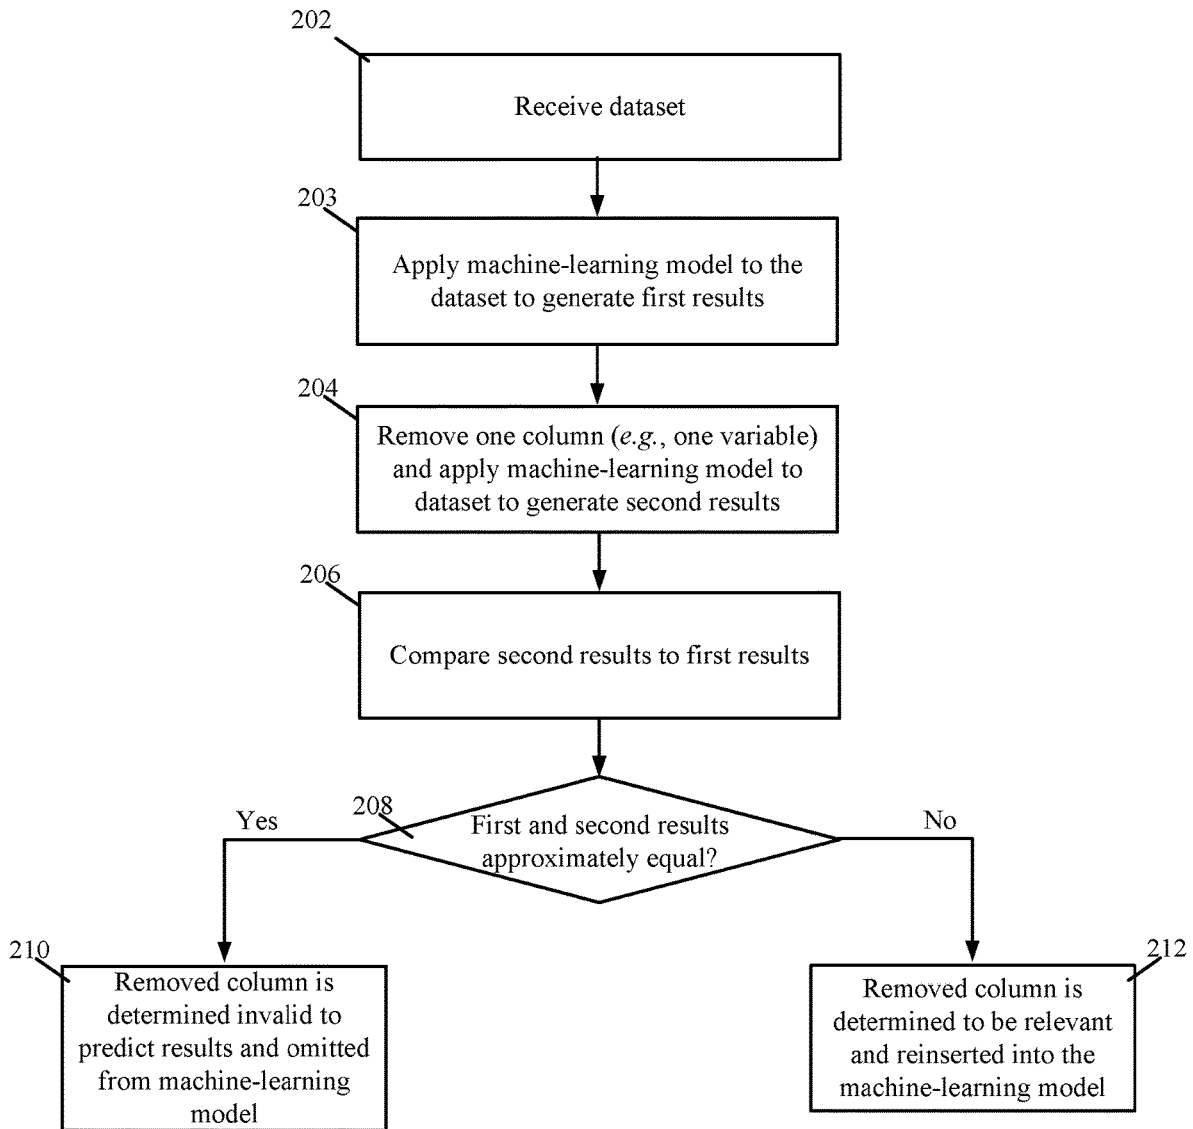 202
Receive dataset
203
Apply machine-learning model to the
dataset to generate first results
204
Remove one column (e.g., one variable)
and apply machine-learning model to
dataset to generate second results
206
Compare second results to first results
208
First and second results
approximately equal?
Yes
No
210
Removed column is
determined invalid to
predict results and omitted
from machine-learning
model
212
Removed column is
determined to be relevant
and reinserted into the
machine-learning model